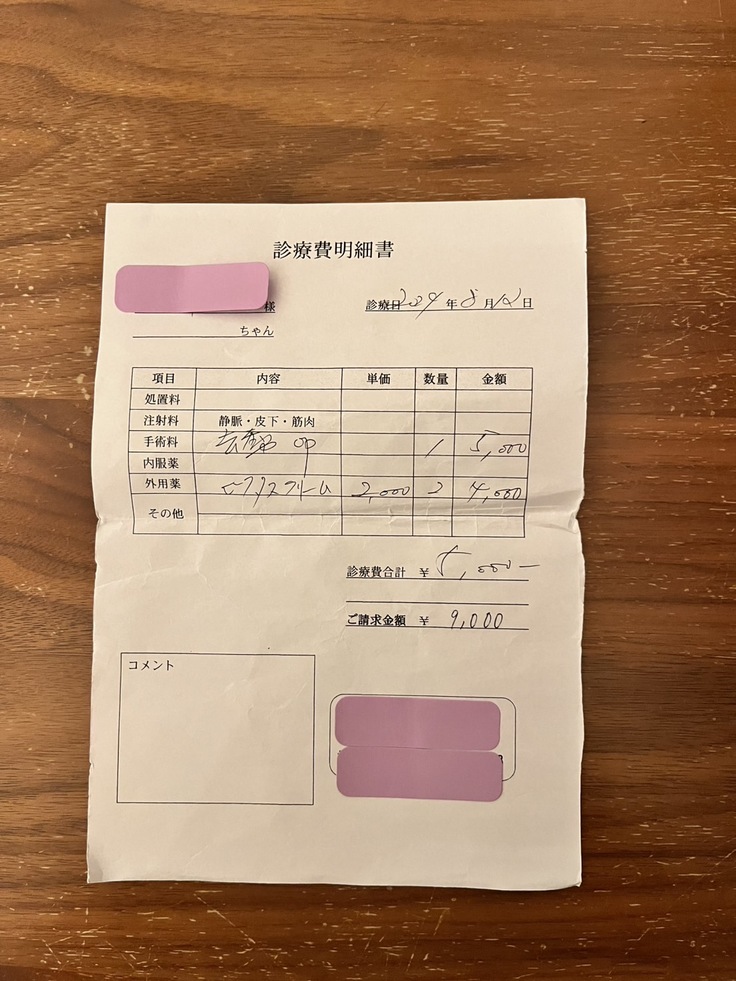 診療費明細書
様
診療日 2024 年 8 月 12 日
ちゃん
項目 内容 単価 数量 金額
処置料
注射料 静脈・皮下・筋肉
手術料 op 1 5,000
内服薬
外用薬 クリーム 2,000 2 4,000
その他
診療費合計 ¥ ,000-
ご請求金額 ¥ 9,000
コメント